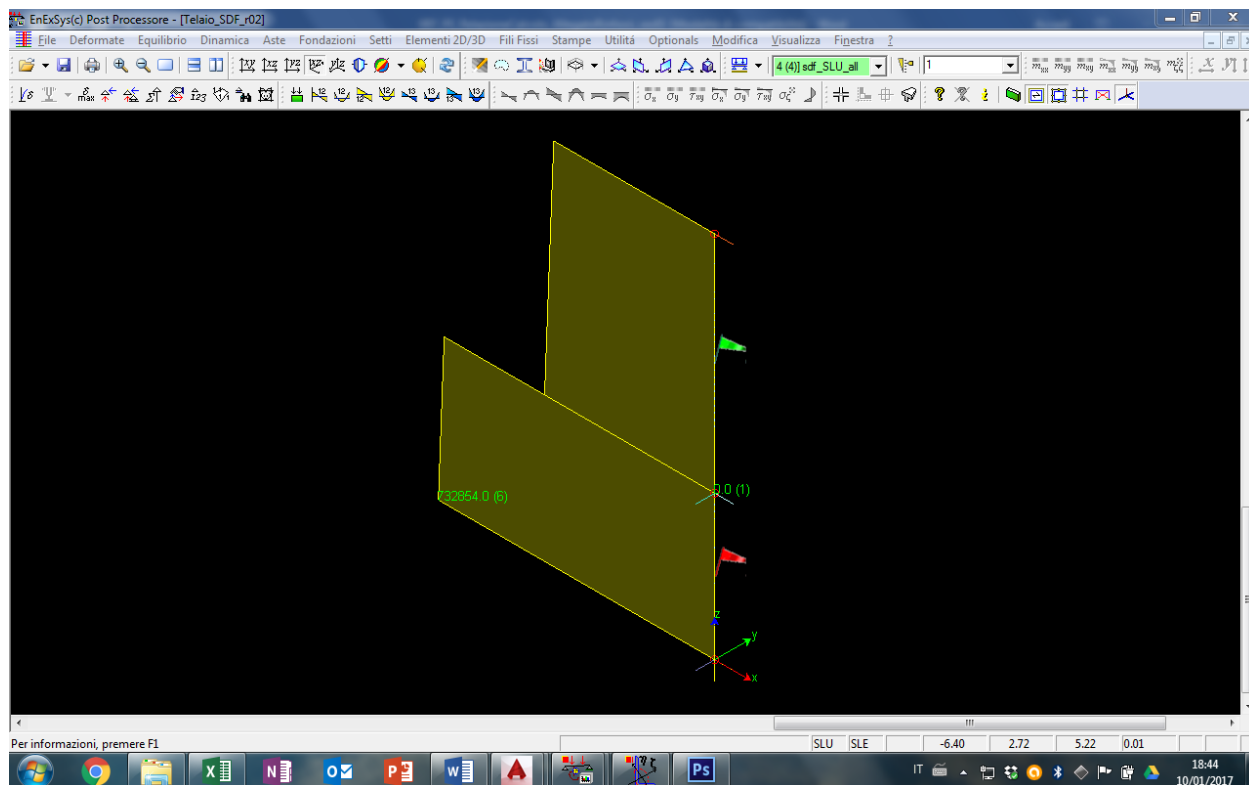 EnExSys(c) Post Processore - [Telaio_SDF_r02]
File Deformate Equilibrio Dinamica Aste Fondazioni Setti Elementi 2D/3D Fili Fissi Stampe Utilitá Optionals Modifica Visualizza Finestra ?
4 (4)] sdf_SLU_all 1
732854.0 (6)
0.0 (1)
z
y
x
Per informazioni, premere F1 SLU SLE -6.40 2.72 5.22 0.01
IT 18:44
10/01/2017